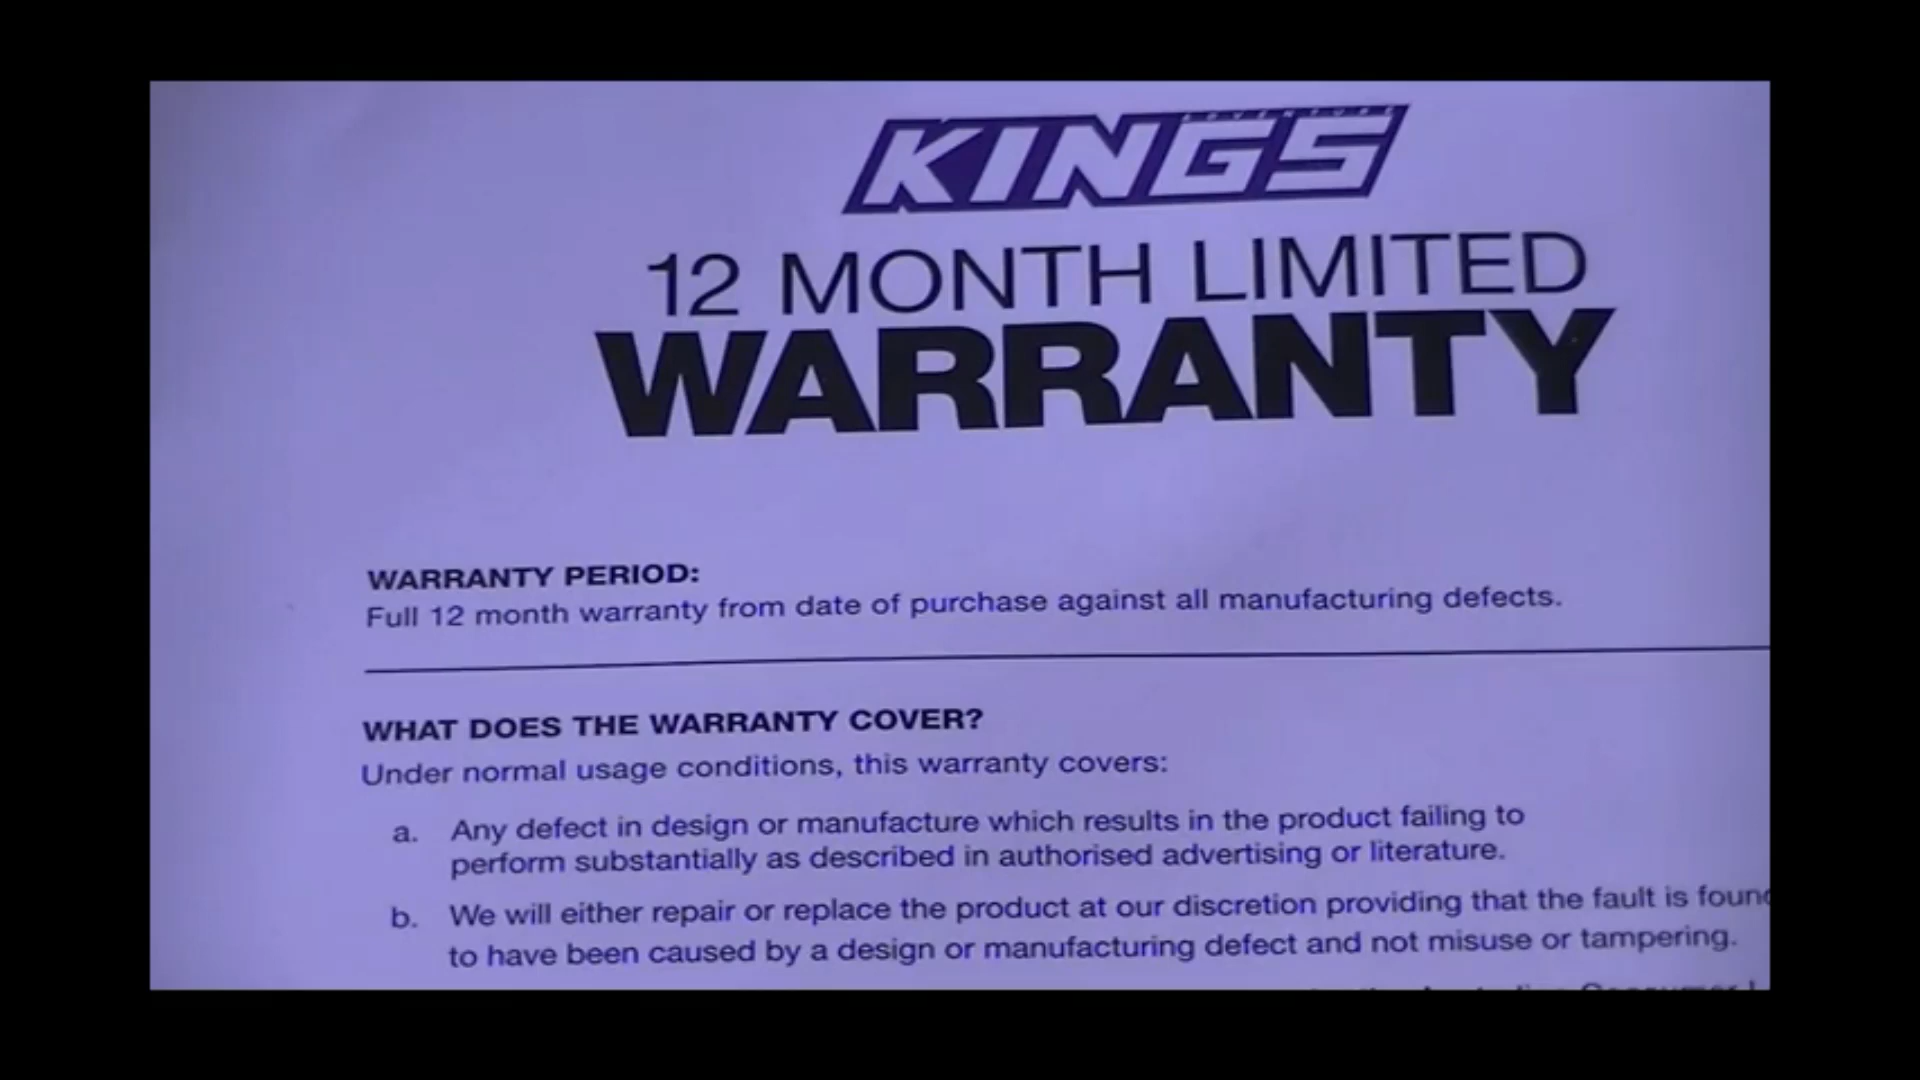 ADVENTURE
KINGS
12 MONTH LIMITED
WARRANTY
WARRANTY PERIOD:
Full 12 month warranty from date of purchase against all manufacturing defects.
WHAT DOES THE WARRANTY COVER?
Under normal usage conditions, this warranty covers:
a. Any defect in design or manufacture which results in the product failing to
perform substantially as described in authorised advertising or literature.
b. We will either repair or replace the product at our discretion providing that the fault is found
to have been caused by a design or manufacturing defect and not misuse or tampering.